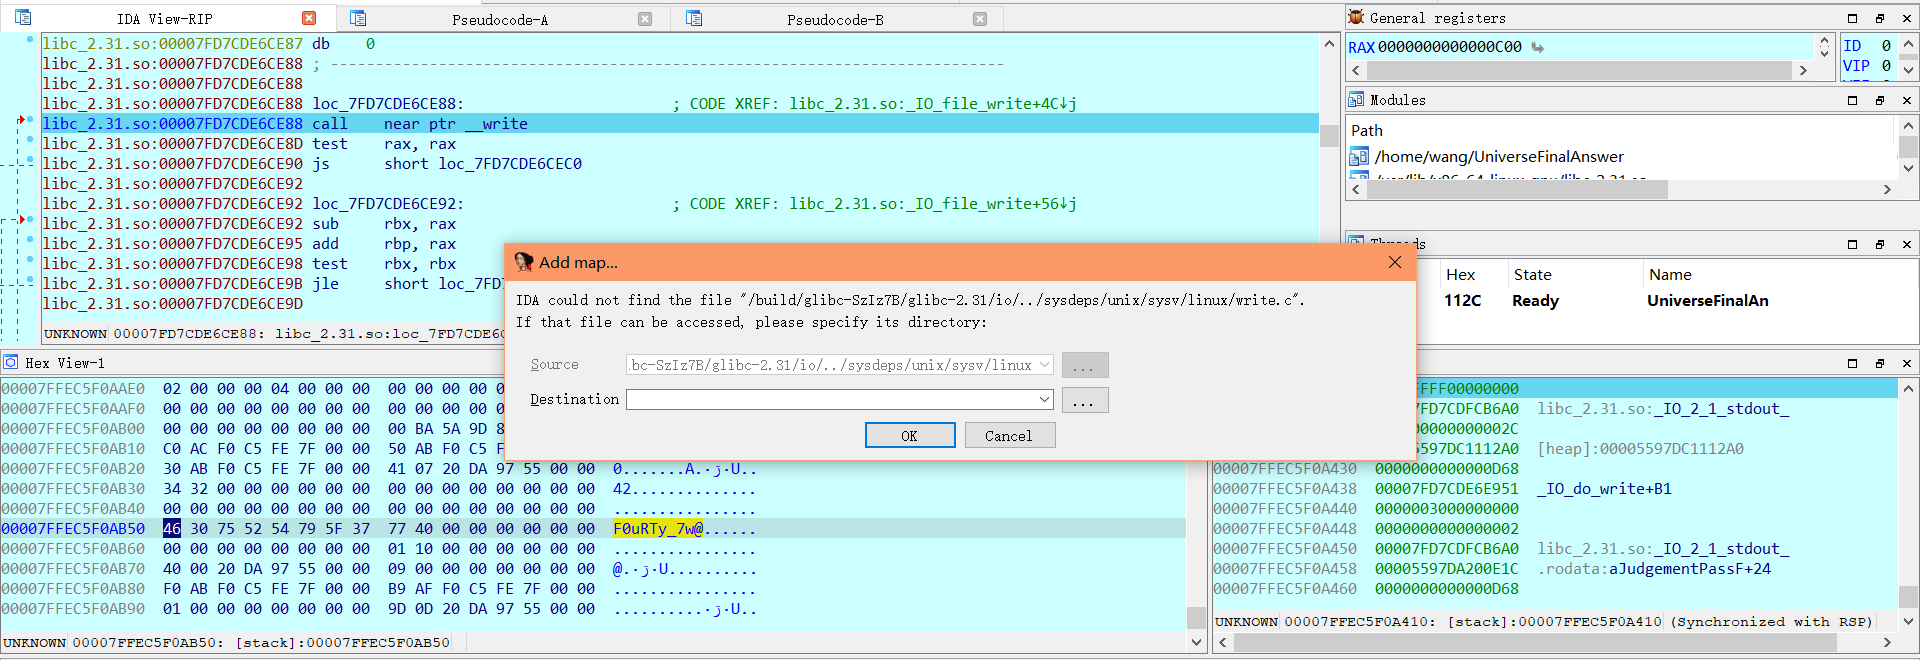 IDA View-RIP
Pseudocode-A
Pseudocode-B
libc_2.31.so:00007FD7CDE6CE87 db    0
libc_2.31.so:00007FD7CDE6CE88 ; ---------------------------------------------------------------------------
libc_2.31.so:00007FD7CDE6CE88
libc_2.31.so:00007FD7CDE6CE88 loc_7FD7CDE6CE88:                          ; CODE XREF: libc_2.31.so:_IO_file_write+4C↓j
libc_2.31.so:00007FD7CDE6CE88 call    near ptr __write
libc_2.31.so:00007FD7CDE6CE8D test    rax, rax
libc_2.31.so:00007FD7CDE6CE90 js      short loc_7FD7CDE6CEC0
libc_2.31.so:00007FD7CDE6CE92
libc_2.31.so:00007FD7CDE6CE92 loc_7FD7CDE6CE92:                          ; CODE XREF: libc_2.31.so:_IO_file_write+56↓j
libc_2.31.so:00007FD7CDE6CE92 sub     rbx, rax
libc_2.31.so:00007FD7CDE6CE95 add     rbp, rax
libc_2.31.so:00007FD7CDE6CE98 test    rbx, rbx
libc_2.31.so:00007FD7CDE6CE9B jle     short loc_7FD7
libc_2.31.so:00007FD7CDE6CE9D
UNKNOWN 00007FD7CDE6CE88: libc_2.31.so:loc_7FD7CDE6C
General registers
RAX 0000000000000C00
ID 0
VIP 0
Modules
Path
/home/wang/UniverseFinalAnswer
/usr/lib/x86_64-linux-gnu/libc-2.31.so
Threads
Hex State Name
112C Ready UniverseFinalAn
Add map...
IDA could not find the file "/build/glibc-SzIz7B/glibc-2.31/io/../sysdeps/unix/sysv/linux/write.c".
If that file can be accessed, please specify its directory:
Source .bc-SzIz7B/glibc-2.31/io/../sysdeps/unix/sysv/linux ...
Destination ...
OK Cancel
Hex View-1
00007FFEC5F0AAE0  02 00 00 00 04 00 00 00  00 00 00 00 0
00007FFEC5F0AAF0  00 00 00 00 00 00 00 00  00 00 00 00 0
00007FFEC5F0AB00  00 00 00 00 00 00 00 00  00 BA 5A 9D 8
00007FFEC5F0AB10  C0 AC F0 C5 FE 7F 00 00  50 AB F0 C5 F
00007FFEC5F0AB20  30 AB F0 C5 FE 7F 00 00  41 07 20 DA 97 55 00 00  0.......A.·ڗ·U..
00007FFEC5F0AB30  34 32 00 00 00 00 00 00  00 00 00 00 00 00 00 00  42..............
00007FFEC5F0AB40  00 00 00 00 00 00 00 00  00 00 00 00 00 00 00 00  ................
00007FFEC5F0AB50  46 30 75 52 54 79 5F 37  77 40 00 00 00 00 00 00  F0uRTy_7w@......
00007FFEC5F0AB60  00 00 00 00 00 00 00 00  01 10 00 00 00 00 00 00  ................
00007FFEC5F0AB70  40 00 20 DA 97 55 00 00  09 00 00 00 00 00 00 00  @.·ڗ·U..........
00007FFEC5F0AB80  F0 AB F0 C5 FE 7F 00 00  B9 AF F0 C5 FE 7F 00 00  ................
00007FFEC5F0AB90  01 00 00 00 00 00 00 00  9D 0D 20 DA 97 55 00 00  ..........·ڗ·U..
UNKNOWN 00007FFEC5F0AB50: [stack]:00007FFEC5F0AB50
FFF00000000
7FD7CDFCB6A0  libc_2.31.so:_IO_2_1_stdout_
00000000002C
5597DC1112A0  [heap]:00005597DC1112A0
00007FFEC5F0A430  0000000000000D68
00007FFEC5F0A438  00007FD7CDE6E951  _IO_do_write+B1
00007FFEC5F0A440  0000003000000000
00007FFEC5F0A448  0000000000000002
00007FFEC5F0A450  00007FD7CDFCB6A0  libc_2.31.so:_IO_2_1_stdout_
00007FFEC5F0A458  00005597DA200E1C  .rodata:aJudgementPassF+24
00007FFEC5F0A460  0000000000000D68
UNKNOWN 00007FFEC5F0A410: [stack]:00007FFEC5F0A410 (Synchronized with RSP)